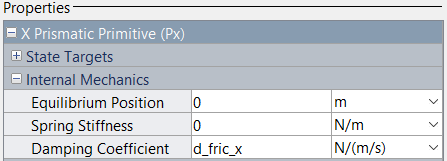 Properties
X Prismatic Primitive (Px)
State Targets
Internal Mechanics
Equilibrium Position 0 m
Spring Stiffness 0 N/m
Damping Coefficient d_fric_x N/(m/s)